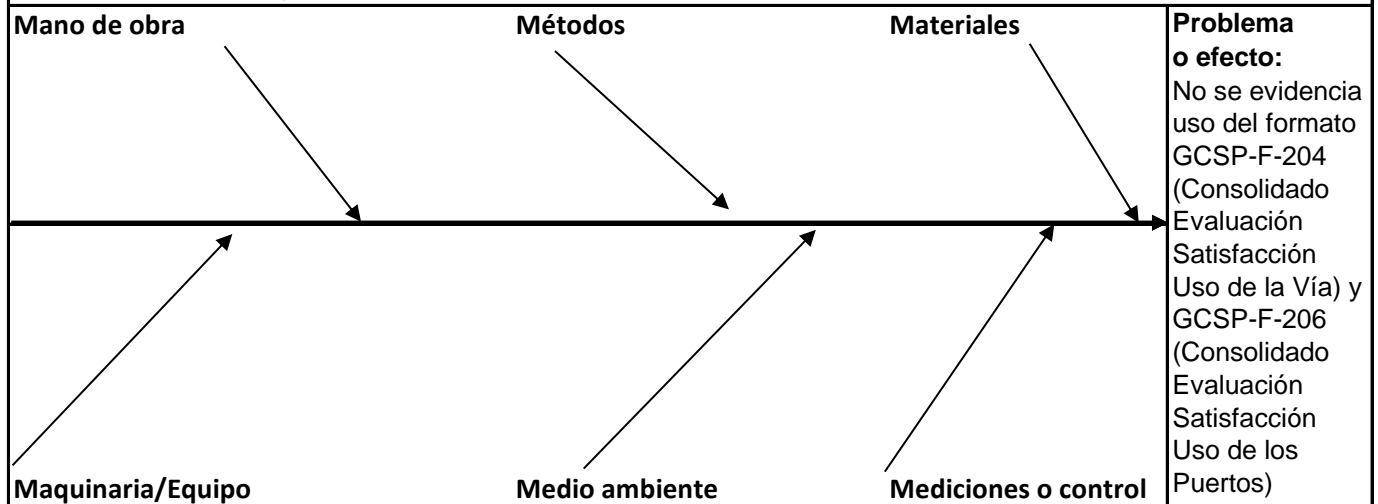 Mano de obra
Métodos
Materiales
Problema
o efecto:
No se evidencia
uso del formato
GCSP-F-204
(Consolidado
Evaluación
Satisfacción
Uso de la Vía) y
GCSP-F-206
(Consolidado
Evaluación
Satisfacción
Uso de los
Puertos)
Maquinaria/Equipo
Medio ambiente
Mediciones o control